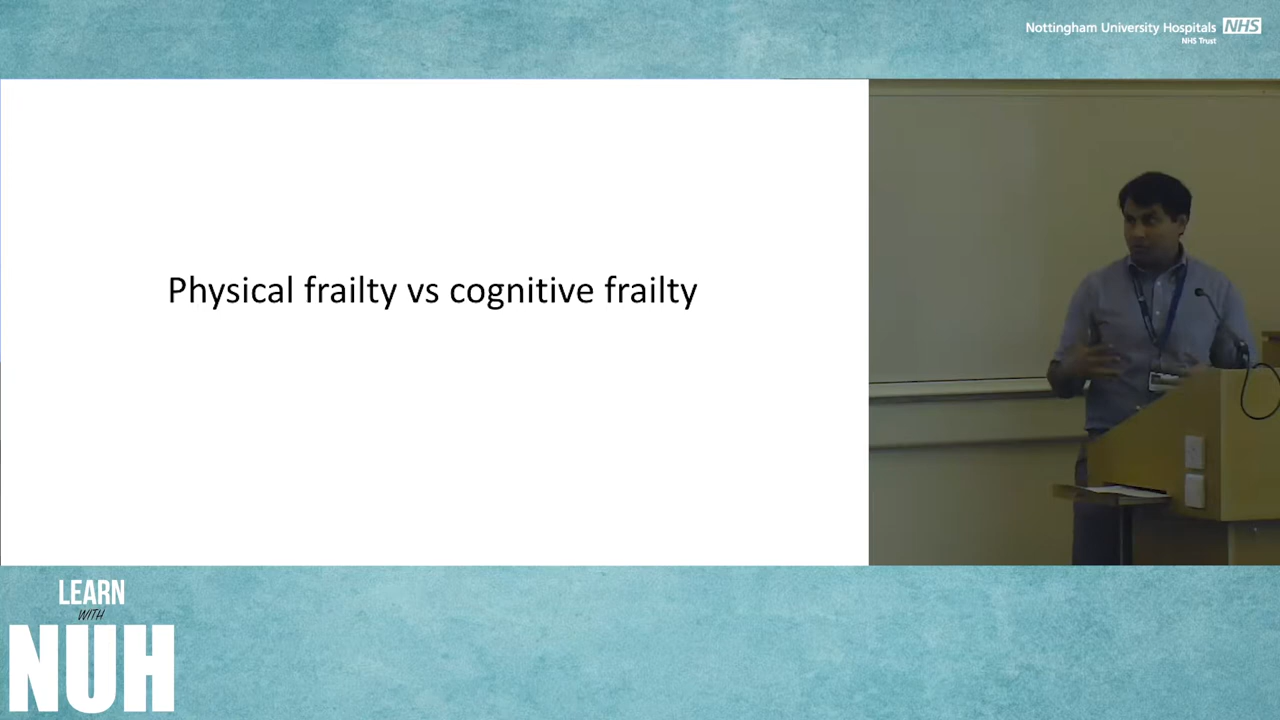 Nottingham University Hospitals NHS
NHS Trust
Physical frailty vs cognitive frailty
LEARN
WITH
NUH